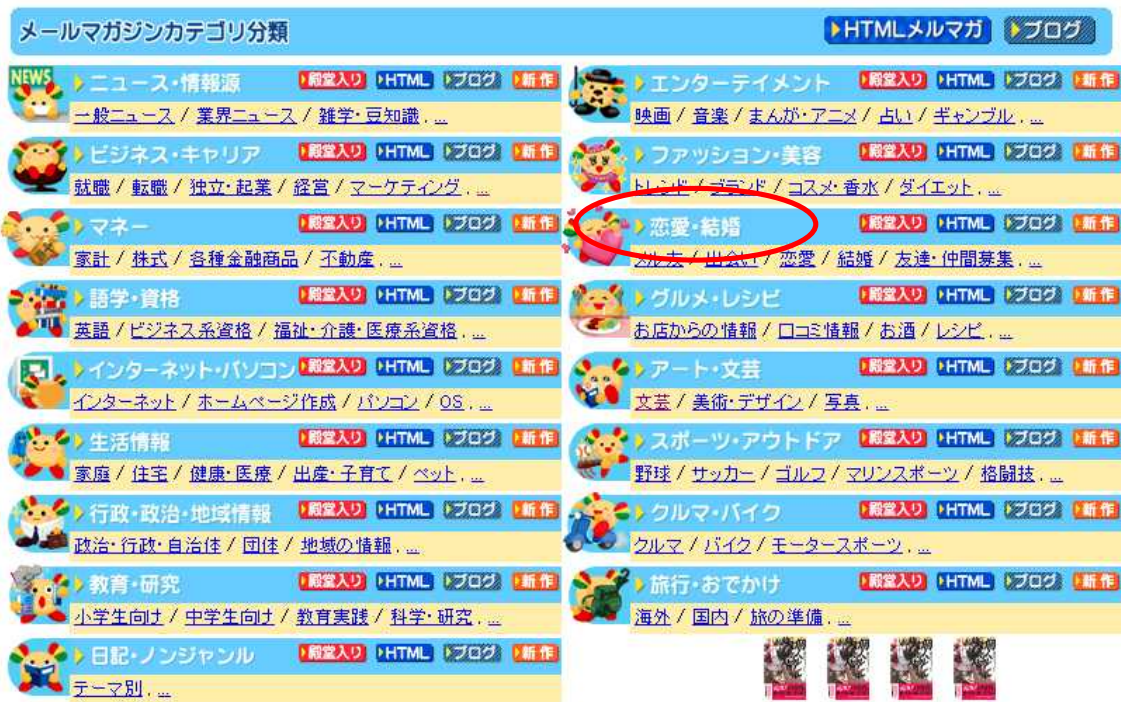 メールマガジンカテゴリ分類 HTMLメルマガ ブログ
NEWS ニュース・情報源 殿堂入り HTML ブログ 新作
一般ニュース / 業界ニュース / 雑学・豆知識 , ...
ビジネス・キャリア 殿堂入り HTML ブログ 新作
就職 / 転職 / 独立・起業 / 経営 / マーケティング , ...
マネー 殿堂入り HTML ブログ 新作
家計 / 株式 / 各種金融商品 / 不動産 , ...
語学・資格 殿堂入り HTML ブログ 新作
英語 / ビジネス系資格 / 福祉・介護・医療系資格 , ...
インターネット・パソコン 殿堂入り HTML ブログ 新作
インターネット / ホームページ作成 / パソコン / OS , ...
生活情報 殿堂入り HTML ブログ 新作
家庭 / 住宅 / 健康・医療 / 出産・子育て / ペット , ...
行政・政治・地域情報 殿堂入り HTML ブログ 新作
政治・行政・自治体 / 団体 / 地域の情報 , ...
教育・研究 殿堂入り HTML ブログ 新作
小学生向け / 中学生向け / 教育実践 / 科学・研究 , ...
日記・ノンジャンル 殿堂入り HTML ブログ 新作
テーマ別 , ...
エンターテイメント 殿堂入り HTML ブログ 新作
映画 / 音楽 / まんが・アニメ / 占い / ギャンブル , ...
ファッション・美容 殿堂入り HTML ブログ 新作
トレンド / ブランド / コスメ・香水 / ダイエット , ...
恋愛・結婚 殿堂入り HTML ブログ 新作
メル友 / 出会い / 恋愛 / 結婚 / 友達・仲間募集 , ...
グルメ・レシピ 殿堂入り HTML ブログ 新作
お店からの情報 / 口コミ情報 / お酒 / レシピ , ...
アート・文芸 殿堂入り HTML ブログ 新作
文芸 / 美術・デザイン / 写真 , ...
スポーツ・アウトドア 殿堂入り HTML ブログ 新作
野球 / サッカー / ゴルフ / マリンスポーツ / 格闘技 , ...
クルマ・バイク 殿堂入り HTML ブログ 新作
クルマ / バイク / モータースポーツ , ...
旅行・おでかけ 殿堂入り HTML ブログ 新作
海外 / 国内 / 旅の準備 , ...